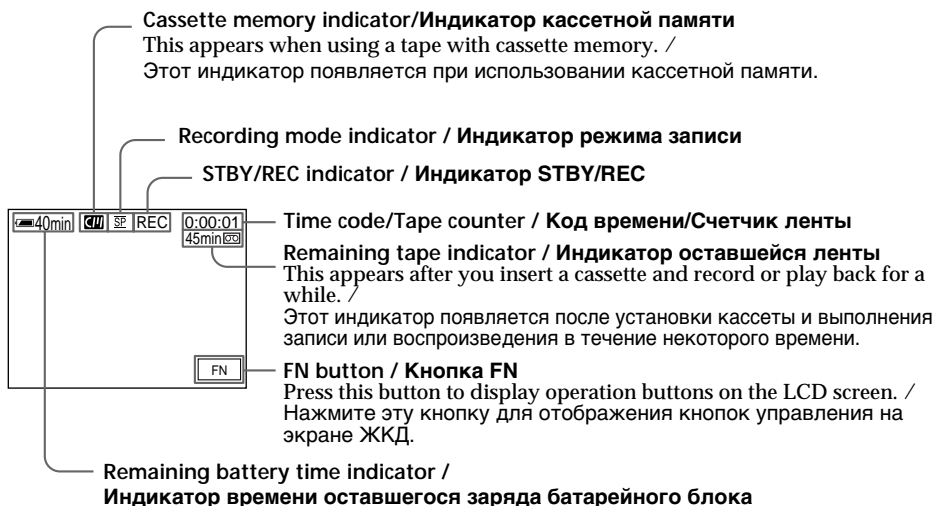 Cassette memory indicator/Индикатор кассетной памяти
This appears when using a tape with cassette memory. /
Этот индикатор появляется при использовании кассетной памяти.
Recording mode indicator / Индикатор режима записи
STBY/REC indicator / Индикатор STBY/REC
40min CM SP REC 0:00:01
45min
Time code/Tape counter / Код времени/Счетчик ленты
Remaining tape indicator / Индикатор оставшейся ленты
This appears after you insert a cassette and record or play back for a
while. /
Этот индикатор появляется после установки кассеты и выполнения
записи или воспроизведения в течение некоторого времени.
FN
FN button / Кнопка FN
Press this button to display operation buttons on the LCD screen. /
Нажмите эту кнопку для отображения кнопок управления на
экране ЖКД.
Remaining battery time indicator /
Индикатор времени оставшегося заряда батарейного блока